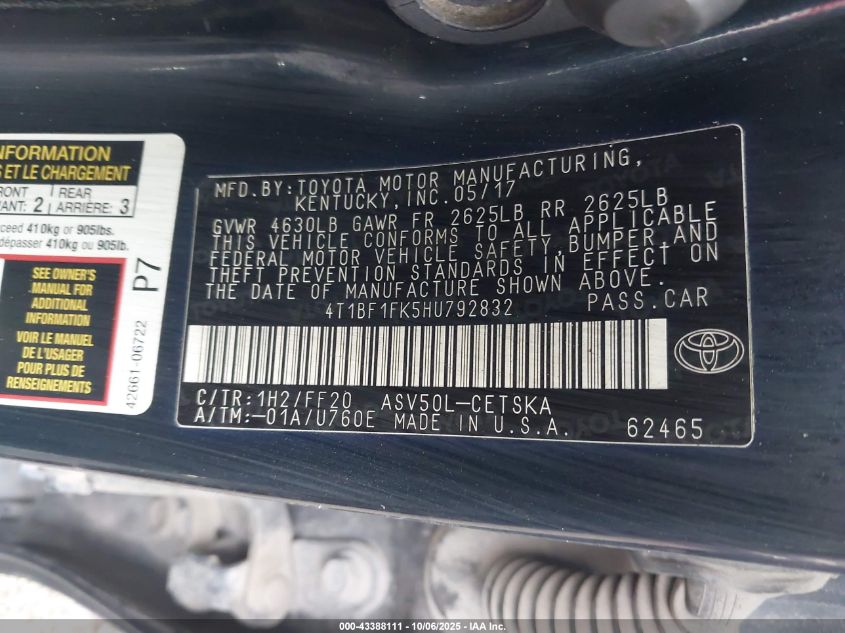 NFORMATION
S ET LE CHARGEMENT
RONT REAR
ANT: 2 ARRIÈRE: 3
xceed 410kg or 905lbs.
dépasser 410kg ou 905lb.
SEE OWNER'S
MANUAL FOR
ADDITIONAL
INFORMATION
VOIR LE MANUEL
DE L'USAGER
POUR PLUS DE
RENSEIGNEMENTS
P7
42661-06722
MFD. BY: TOYOTA MOTOR MANUFACTURING,
KENTUCKY, INC. 05/17
GVWR 4630LB GAWR FR 2625LB RR 2625LB
THIS VEHICLE CONFORMS TO ALL APPLICABLE
FEDERAL MOTOR VEHICLE SAFETY, BUMPER, AND
THEFT PREVENTION STANDARDS IN EFFECT ON
THE DATE OF MANUFACTURE SHOWN ABOVE.
4T1BF1FK5HU792832 PASS.CAR
C/TR: 1H2/FF20 ASV50L-CETSKA
A/TM: -01A/U760E MADE IN U.S.A. 62465
000-43388111 - 10/06/2025 - IAA Inc.